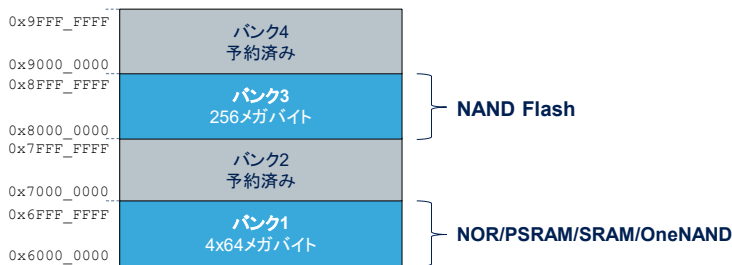 0x9FFF_FFFF
バンク4
予約済み
0x9000_0000
0x8FFF_FFFF
バンク3
256メガバイト
NAND Flash
0x8000_0000
0x7FFF_FFFF
バンク2
予約済み
0x7000_0000
0x6FFF_FFFF
バンク1
4x64メガバイト
NOR/PSRAM/SRAM/OneNAND
0x6000_0000